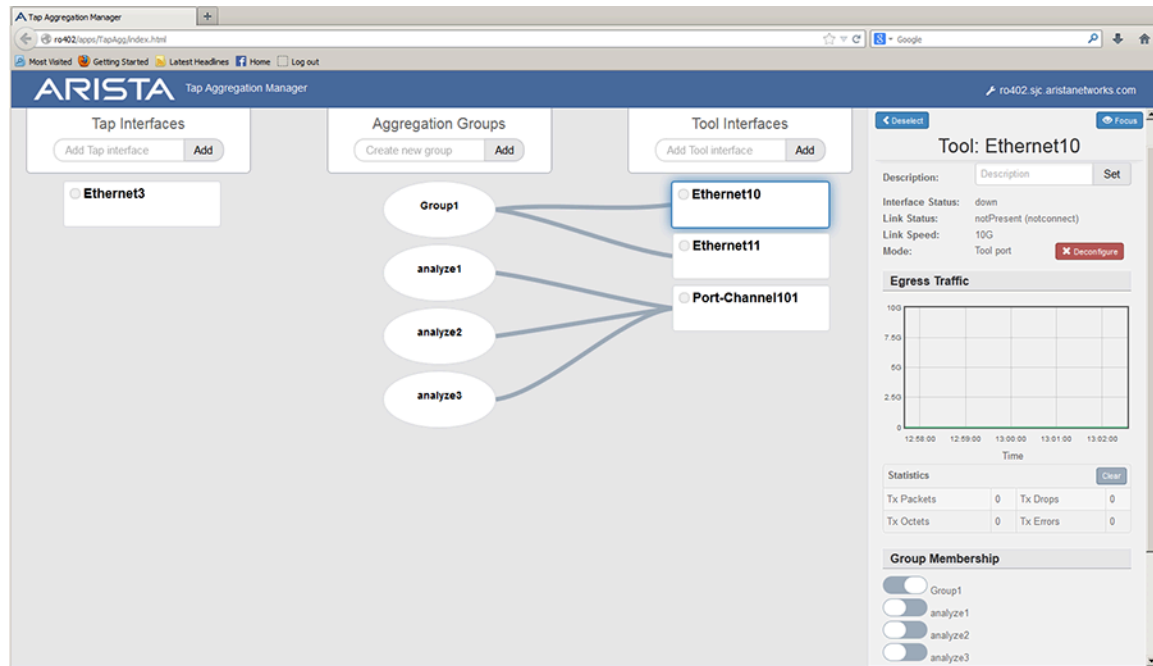 Tap Aggregation Manager
+
ro402/apps/TapAgg/index.html
Google
Most Visited Getting Started Latest Headlines Home Log out
ARISTA Tap Aggregation Manager
ro402.sjc.aristanetworks.com
Tap Interfaces
Add Tap interface Add
Ethernet3
Aggregation Groups
Create new group Add
Group1
analyze1
analyze2
analyze3
Tool Interfaces
Add Tool interface Add
Ethernet10
Ethernet11
Port-Channel101
Deselect Focus
Tool: Ethernet10
Description: Description Set
Interface Status: down
Link Status: notPresent (notconnect)
Link Speed: 10G
Mode: Tool port Deconfigure
Egress Traffic
10G
7.5G
5G
2.5G
0
12:58:00 12:59:00 13:00:00 13:01:00 13:02:00
Time
Statistics Clear
Tx Packets 0 Tx Drops 0
Tx Octets 0 Tx Errors 0
Group Membership
Group1
analyze1
analyze2
analyze3